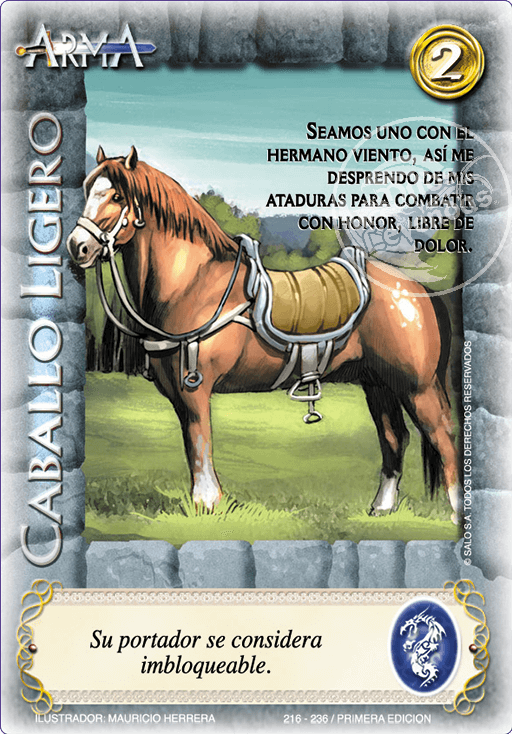 ARMA
2
CABALLO LIGERO
SEAMOS UNO CON EL
HERMANO VIENTO, ASÍ ME
DESPRENDO DE MIS
ATADURAS PARA COMBATIR
CON HONOR, LIBRE DE
DOLOR.
© SALO S.A. TODOS LOS DERECHOS RESERVADOS
Su portador se considera
imbloqueable.
ILUSTRADOR: MAURICIO HERRERA
216 - 236 / PRIMERA EDICION